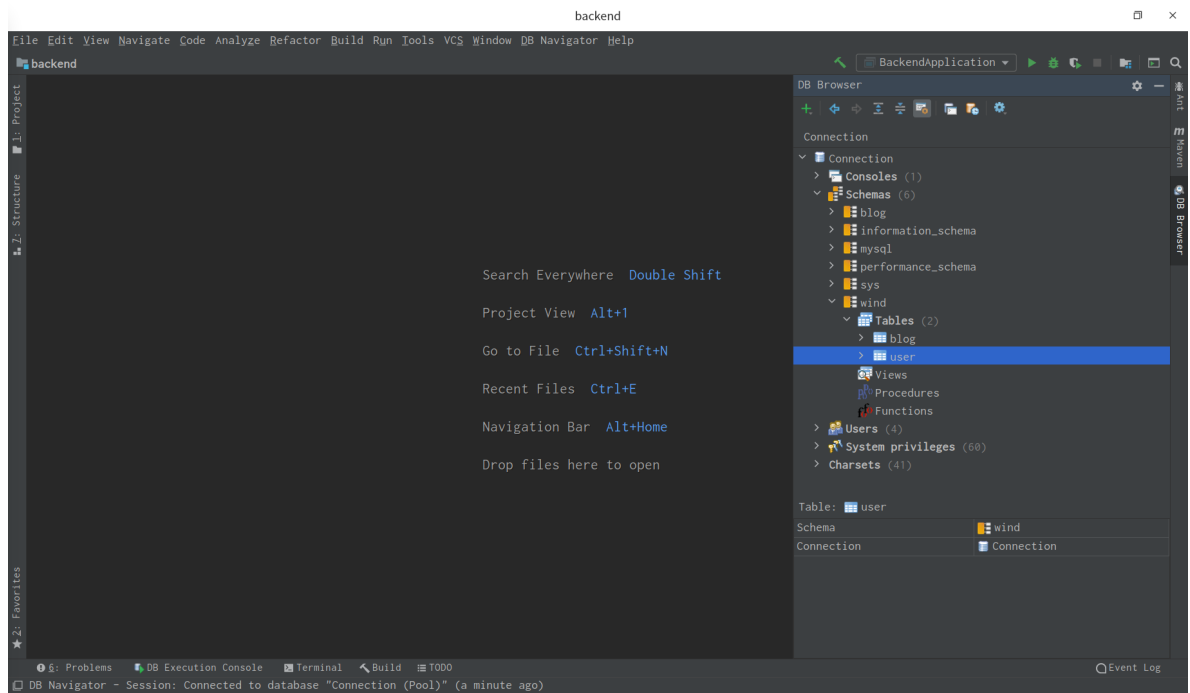 backend
File Edit View Navigate Code Analyze Refactor Build Run Tools VCS Window DB Navigator Help
backend
BackendApplication
1: Project
7: Structure
2: Favorites
Search Everywhere Double Shift
Project View Alt+1
Go to File Ctrl+Shift+N
Recent Files Ctrl+E
Navigation Bar Alt+Home
Drop files here to open
DB Browser
Connection
Connection
Consoles (1)
Schemas (6)
blog
information_schema
mysql
performance_schema
sys
wind
Tables (2)
blog
user
Views
Procedures
Functions
Users (4)
System privileges (60)
Charsets (41)
Table: user
Schema wind
Connection Connection
Ant
m Maven
DB Browser
6: Problems DB Execution Console Terminal Build TODO Event Log
DB Navigator - Session: Connected to database "Connection (Pool)" (a minute ago)